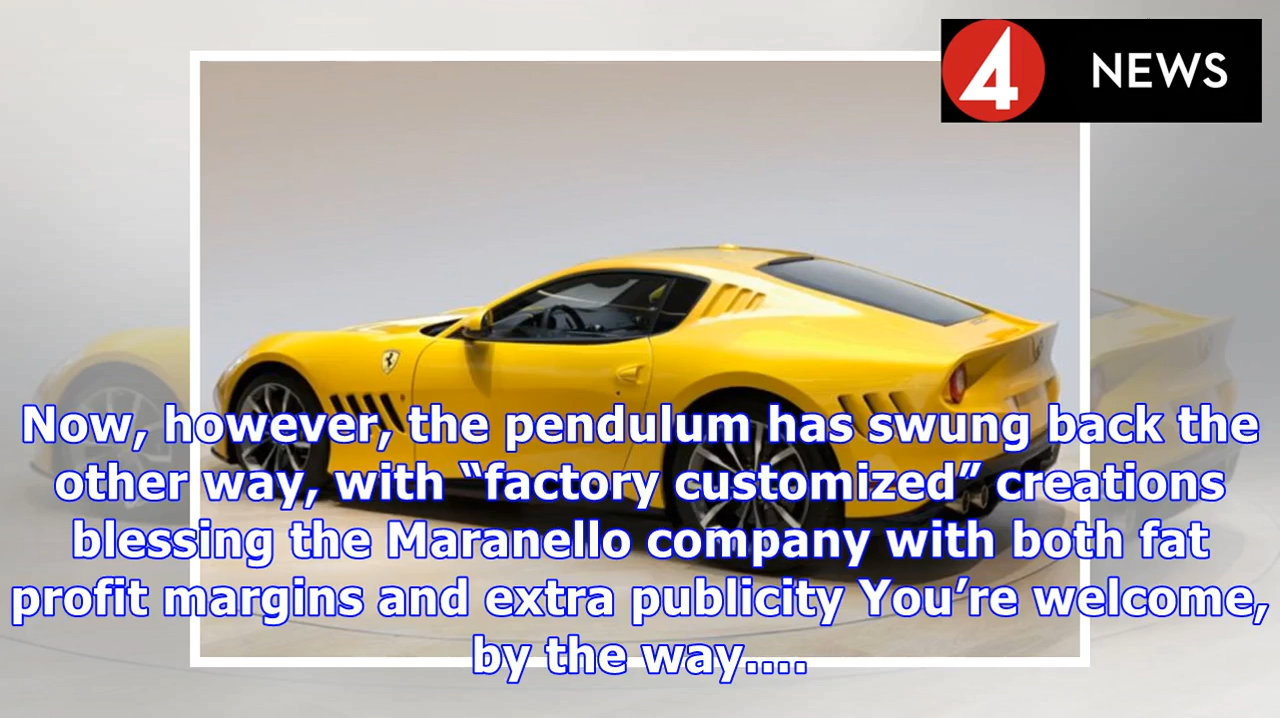 4 NEWS
Now, however, the pendulum has swung back the
other way, with “factory customized” creations
blessing the Maranello company with both fat
profit margins and extra publicity You’re welcome,
by the way....